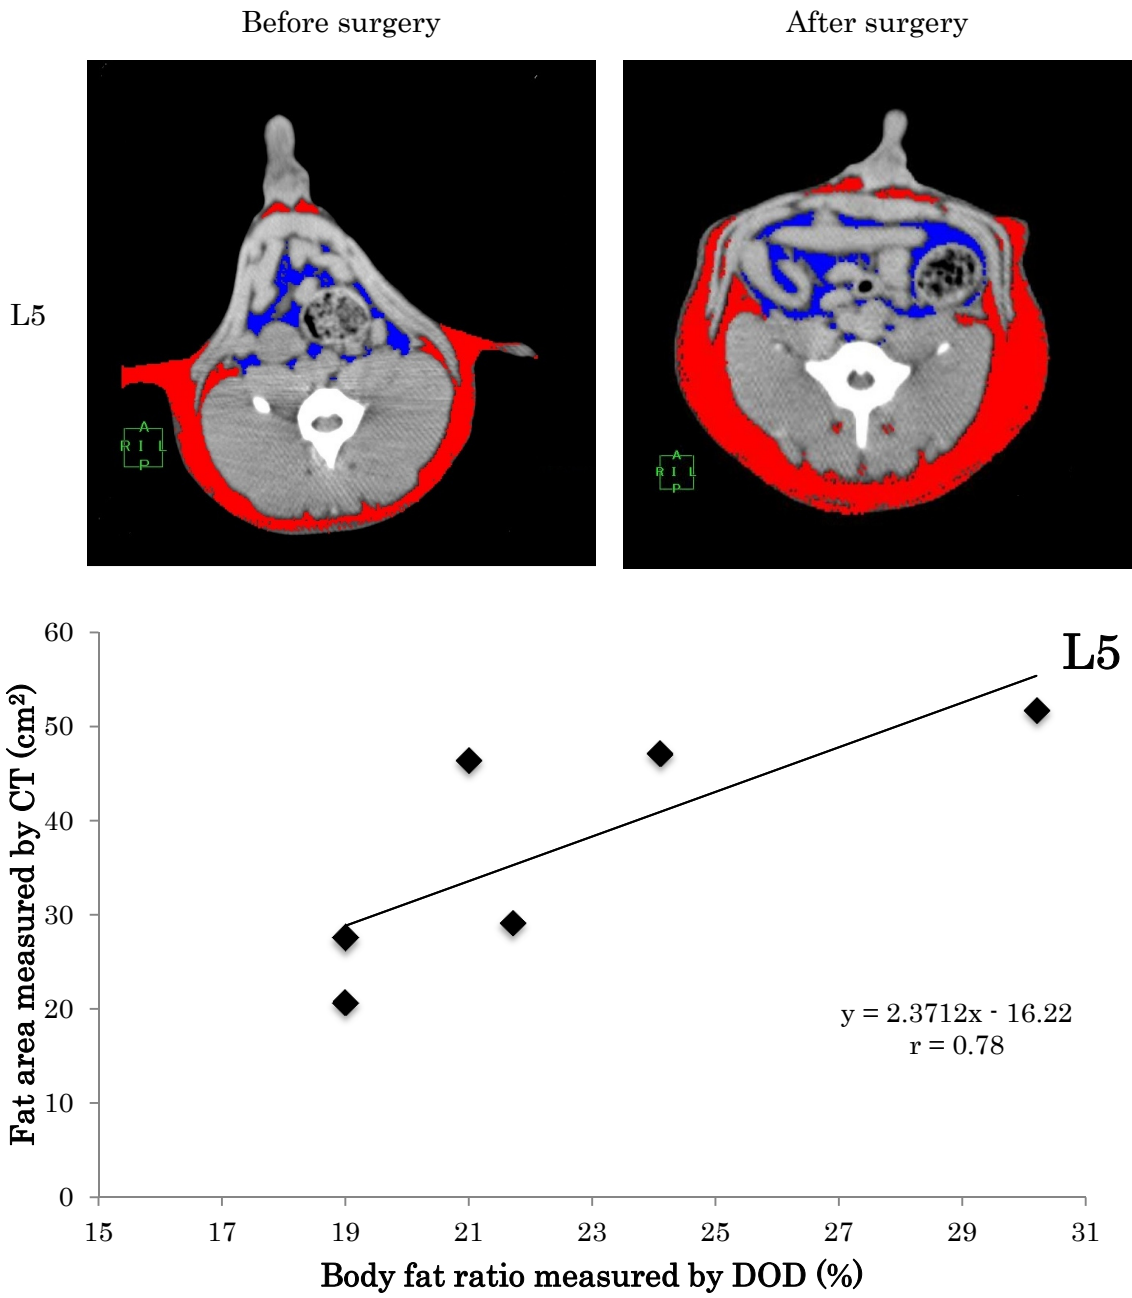 Before surgery
After surgery
L5
A
R I L
P
A
R I L
P
L5
Fat area measured by CT (cm²)
60
50
40
30
20
10
0
y = 2.3712x - 16.22
r = 0.78
15 17 19 21 23 25 27 29 31
Body fat ratio measured by DOD (%)